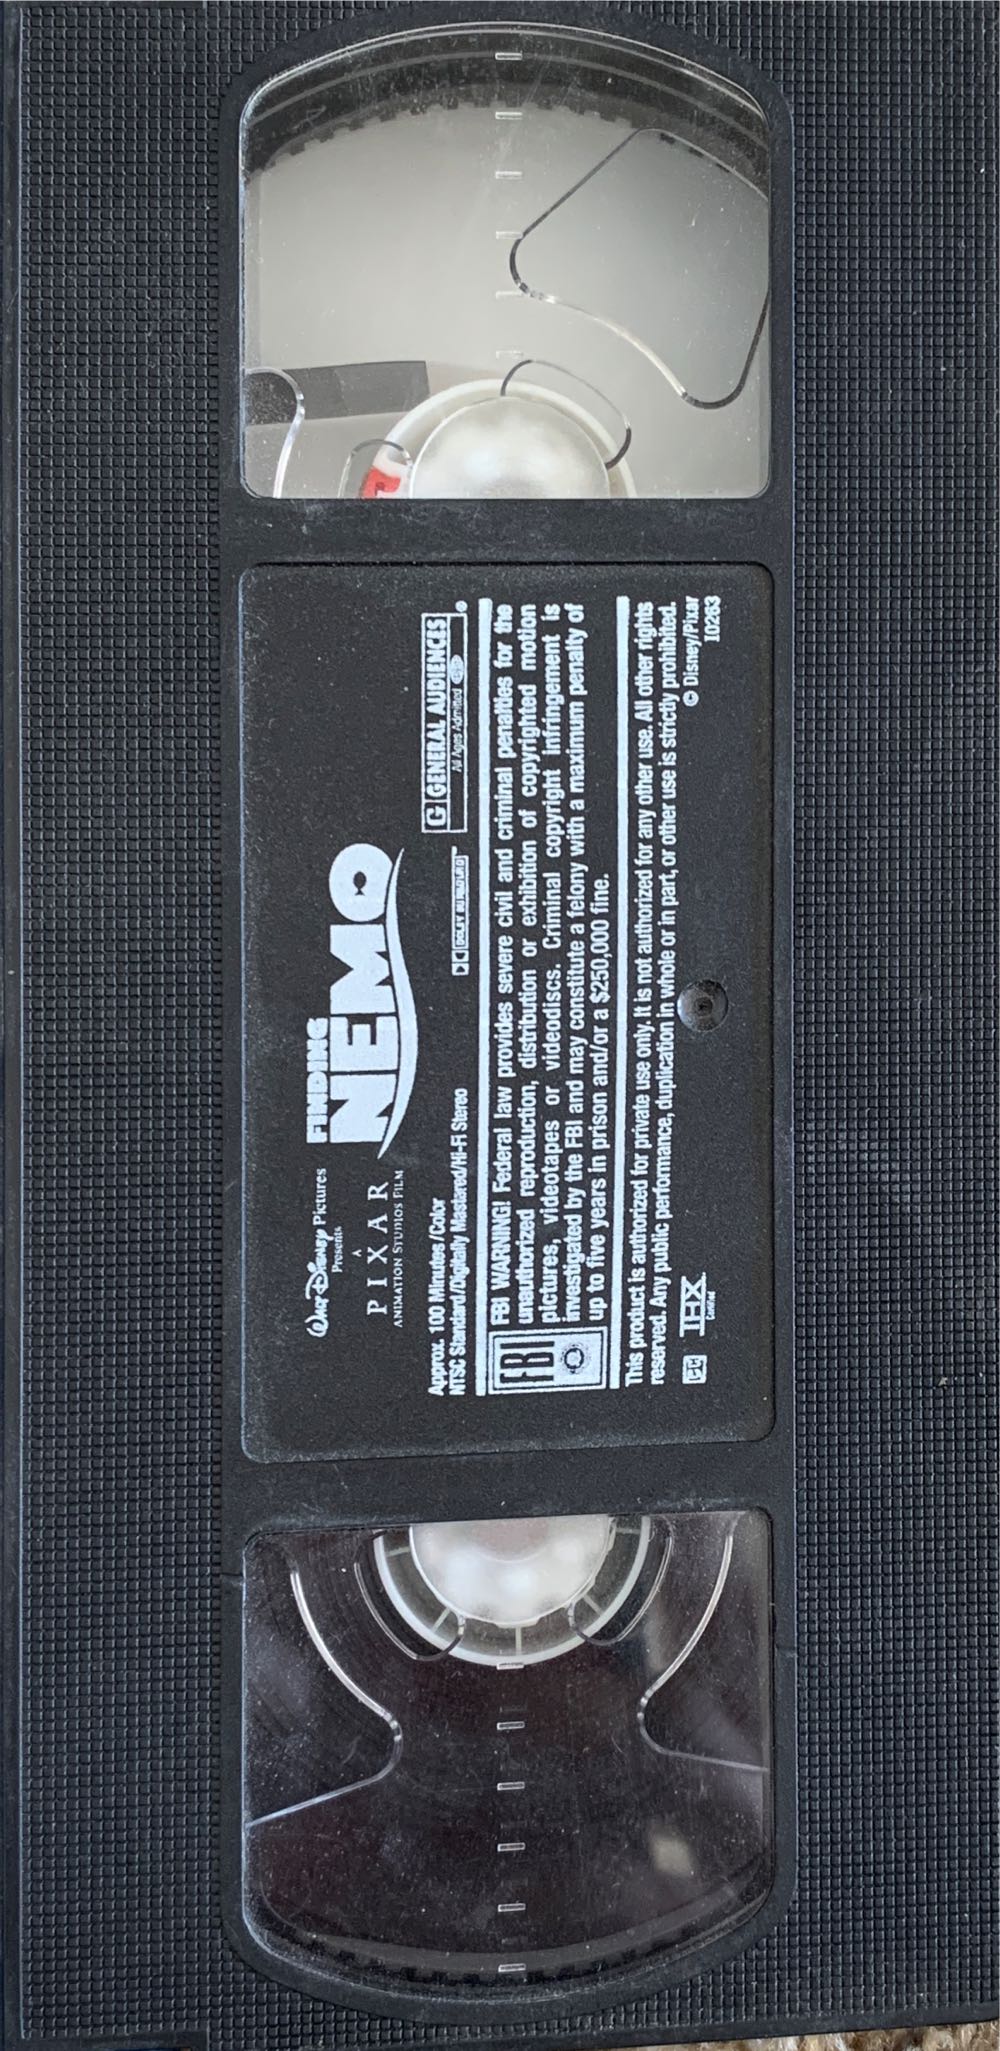 Walt Disney Pictures
Presents
A
PIXAR
ANIMATION STUDIOS FILM
FINDING
NEMO
Approx. 100 Minutes/Color
NTSC Standard/Digitally Mastered/Hi-Fi Stereo
DOLBY SURROUND
G GENERAL AUDIENCES
All Ages Admitted
®
FBI
FBI WARNING! Federal law provides severe civil and criminal penalties for the
unauthorized reproduction, distribution or exhibition of copyrighted motion
pictures, videotapes or videodiscs. Criminal copyright infringement is
investigated by the FBI and may constitute a felony with a maximum penalty of
up to five years in prison and/or a $250,000 fine.
This product is authorized for private use only. It is not authorized for any other use. All other rights
reserved. Any public performance, duplication in whole or in part, or other use is strictly prohibited.
CC
THX
Certified
© Disney/Pixar
10263